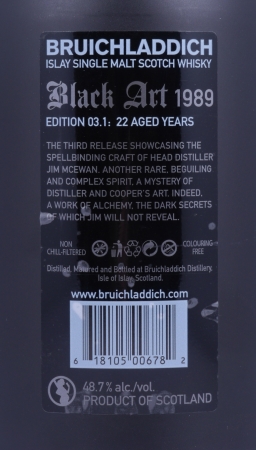 BRUICHLADDICH
ISLAY SINGLE MALT SCOTCH WHISKY
Black Art 1989
EDITION 03.1: 22 AGED YEARS
THE THIRD RELEASE SHOWCASING THE
SPELLBINDING CRAFT OF HEAD DISTILLER
JIM MCEWAN. ANOTHER RARE, BEGUILING
AND COMPLEX SPIRIT. A MYSTERY OF
DISTILLER AND COOPER'S ART. INDEED,
A WORK OF ALCHEMY, THE DARK SECRETS
OF WHICH JIM WILL NOT REVEAL.
NON
CHILL-FILTERED
COLOURING
FREE
Distilled, Matured and Bottled at Bruichladdich Distillery,
Isle of Islay Scotland.
www.bruichladdich.com
6 18105 00678 2
48.7% alc./vol.
PRODUCT OF SCOTLAND